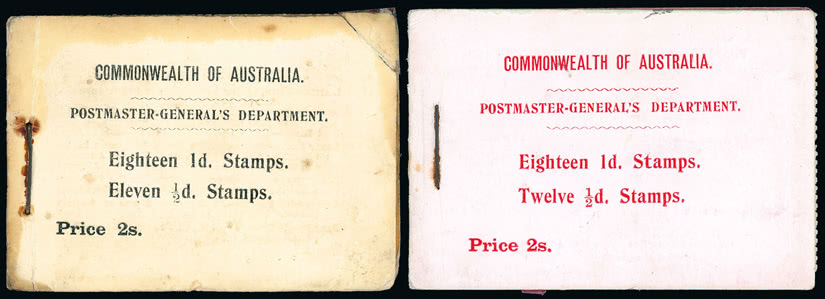 COMMONWEALTH OF AUSTRALIA.
POSTMASTER-GENERAL'S DEPARTMENT.
Eighteen 1d. Stamps.
Eleven ½d. Stamps.
Price 2s.
COMMONWEALTH OF AUSTRALIA.
POSTMASTER-GENERAL'S DEPARTMENT.
Eighteen 1d. Stamps.
Twelve ½d. Stamps.
Price 2s.